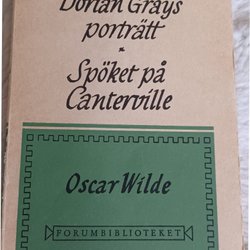 Dorian Grays
porträtt
Spöket på
Canterville
Oscar Wilde
FORUMBIBLIOTEKET